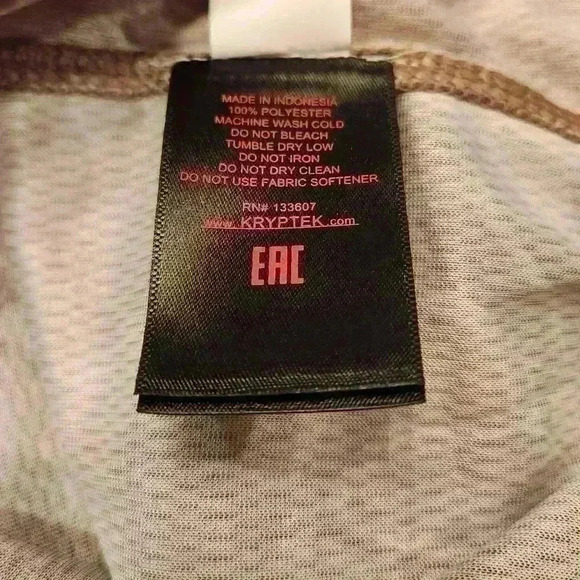 MADE IN INDONESIA
100% POLYESTER
MACHINE WASH COLD
DO NOT BLEACH
TUMBLE DRY LOW
DO NOT IRON
DO NOT DRY CLEAN
DO NOT USE FABRIC SOFTENER
RN# 133607
www.KRYPTEK.com
EAC